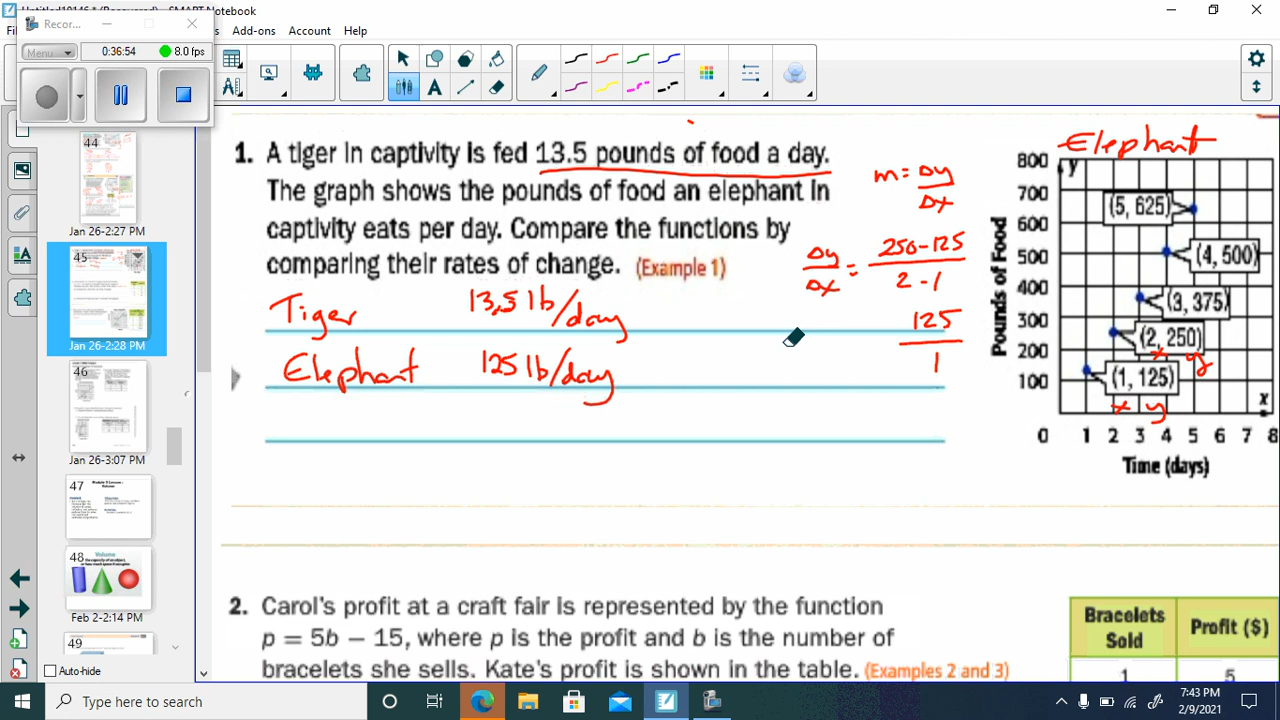 Untitled10146 * (Recovered) - SMART Notebook
Add-ons Account Help
Recor...
Menu
0:36:54
8.0 fps
44
Jan 26-2:27 PM
45
Jan 26-2:28 PM
46
Jan 26-3:07 PM
47
Module 9 Lesson -
Volume
48
Volume
Feb 2-2:14 PM
49
Auto-hide
1. A tiger in captivity is fed 13.5 pounds of food a day.
The graph shows the pounds of food an elephant in
captivity eats per day. Compare the functions by
comparing their rates of change. (Example 1)
Tiger 13.5 lb/day
Elephant 125 lb/day
m = Δy
Δx
Δy = 250-125
Δx 2-1
125
1
Elephant
y
800
700
600
500
400
300
200
100
0 1 2 3 4 5 6 7 8
(5, 625)
(4, 500)
(3, 375)
(2, 250)
x y
(1, 125)
x y
x
Pounds of Food
Time (days)
2. Carol's profit at a craft fair is represented by the function
p = 5b − 15, where p is the profit and b is the number of
bracelets she sells. Kate's profit is shown in the table. (Examples 2 and 3)
Bracelets Sold Profit ($)
1 5
Type here to search
7:43 PM
2/9/2021